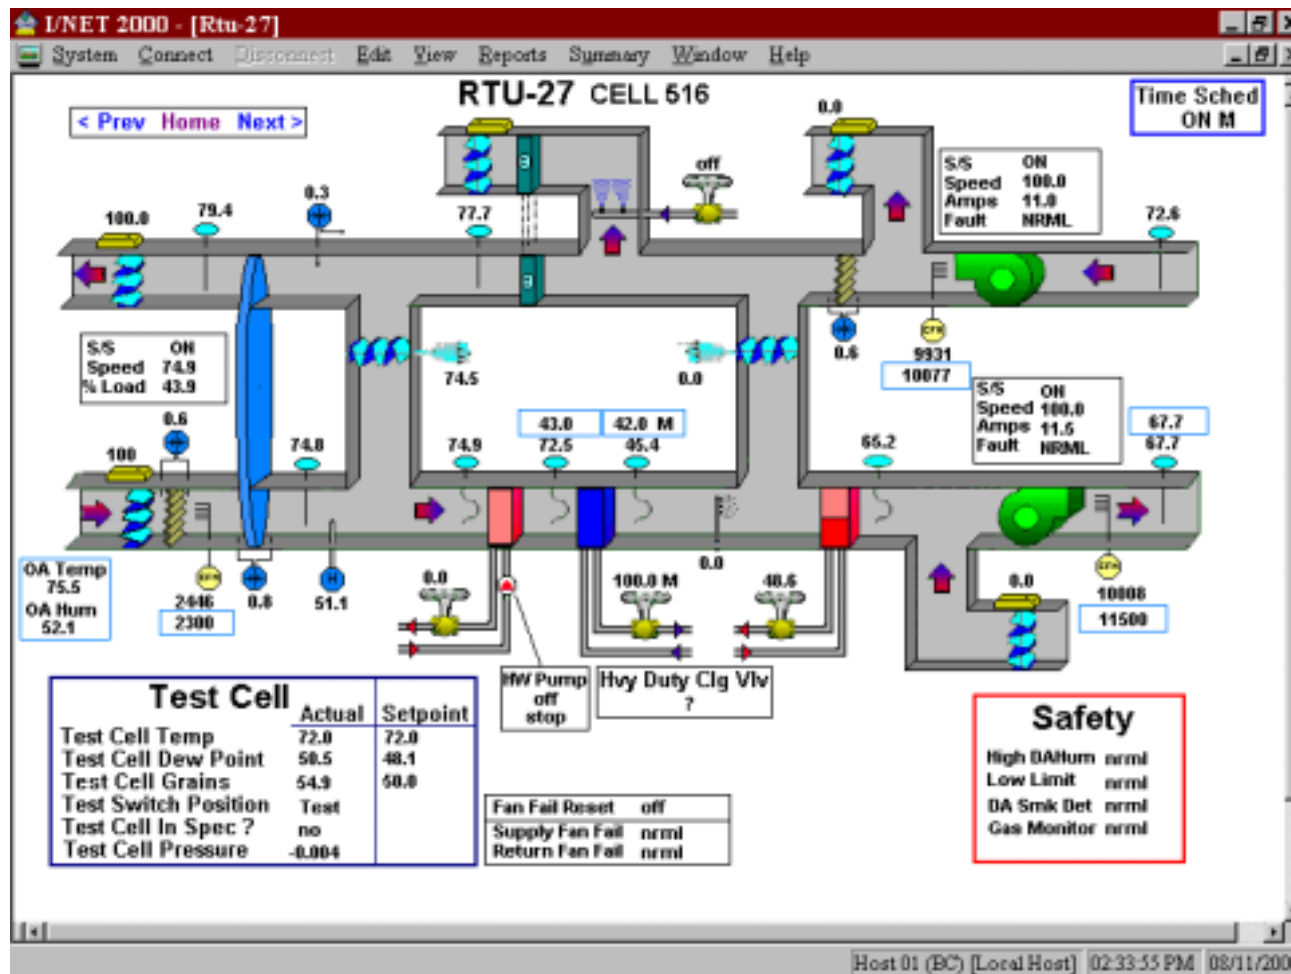 I/NET 2000 - [Rtu-27]
System Connect Disconnect Edit View Reports Summary Window Help
RTU-27 CELL 516
< Prev Home Next >
Time Sched
ON M
0.0
off
S/S ON
Speed 100.0
Amps 11.0
Fault NRML
100.0
79.4
0.3
77.7
72.6
B
B
S/S ON
Speed 74.9
% Load 43.9
74.5
0.0
0.6
CFM
9931
10077
S/S ON
Speed 100.0
Amps 11.5
Fault NRML
67.7
67.7
0.6
100
74.8
43.0
42.0 M
74.9
72.5
45.4
65.2
OA Temp
75.5
OA Hum
52.1
CFM
2446
2300
0.8
H
51.1
0.0
100.0 M
0.0
48.6
0.0
CFM
10008
11500
HW Pump
off
stop
Hvy Duty Clg Vlv
?
Test Cell
Actual Setpoint
Test Cell Temp 72.0 72.0
Test Cell Dew Point 50.5 48.1
Test Cell Grains 54.9 50.0
Test Switch Position Test
Test Cell In Spec ? no
Test Cell Pressure -0.004
Fan Fail Reset off
Supply Fan Fail nrml
Return Fan Fail nrml
Safety
High DAHum nrml
Low Limit nrml
DA Smk Det nrml
Gas Monitor nrml
Host 01 (BC) [Local Host] 02:33:55 PM 08/11/200